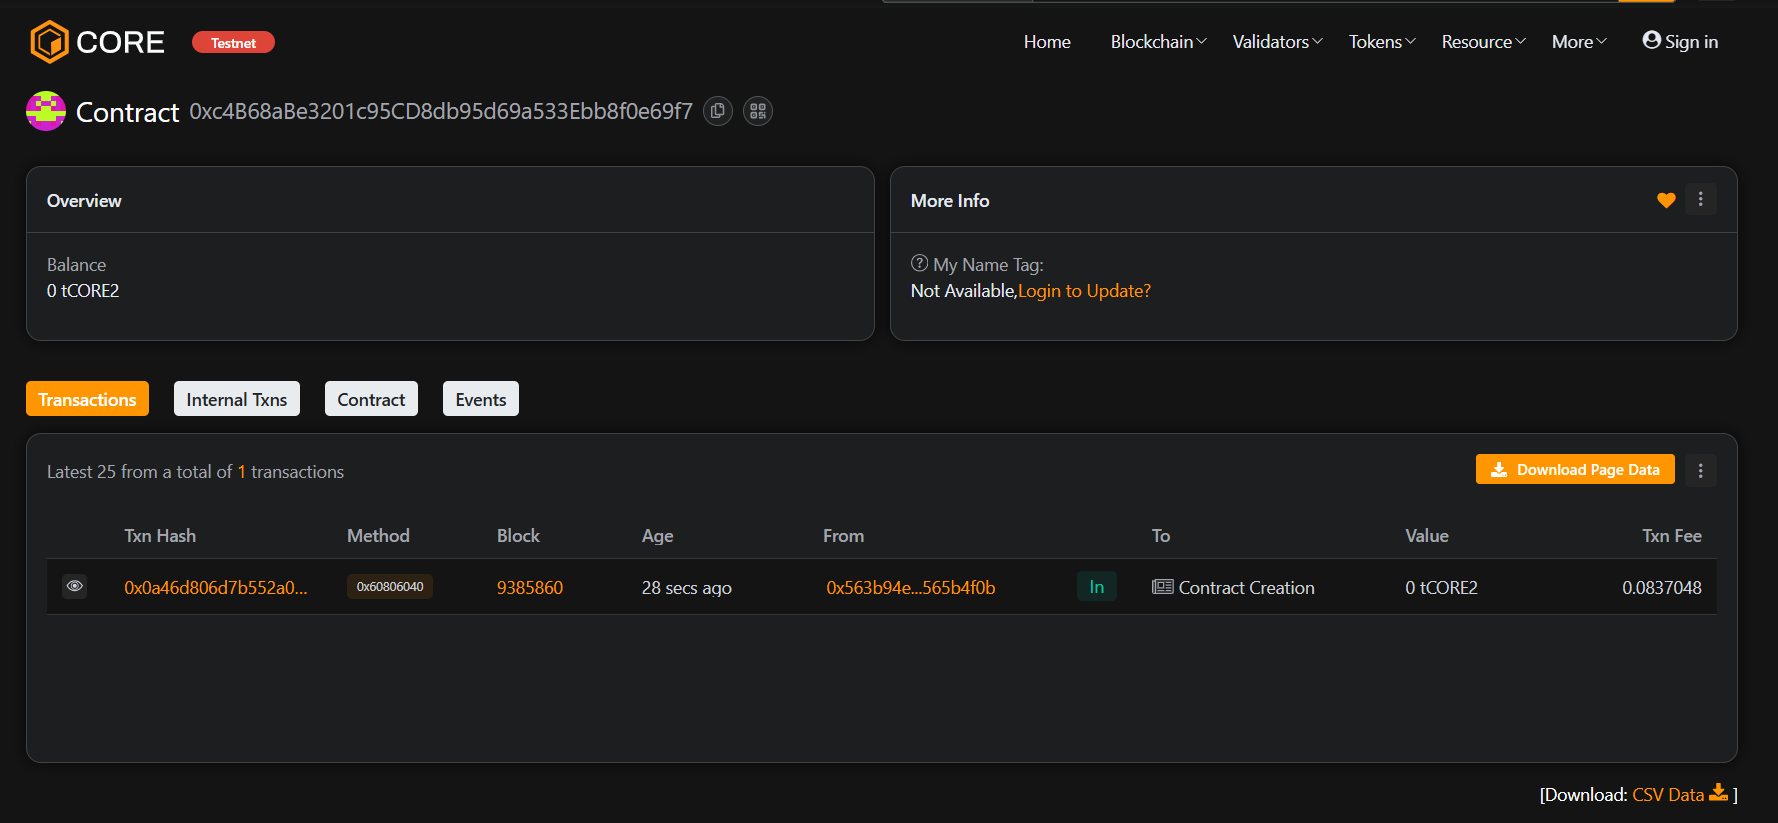 CORE Testnet Home Blockchain Validators Tokens Resource More Sign in
Contract 0xc4B68aBe3201c95CD8db95d69a533Ebb8f0e69f7
Overview
Balance
0 tCORE2
More Info
My Name Tag:
Not Available,Login to Update?
Transactions Internal Txns Contract Events
Latest 25 from a total of 1 transactions Download Page Data
Txn Hash Method Block Age From To Value Txn Fee
0x0a46d806d7b552a0... 0x60806040 9385860 28 secs ago 0x563b94e...565b4f0b In Contract Creation 0 tCORE2 0.0837048
[Download: CSV Data ]